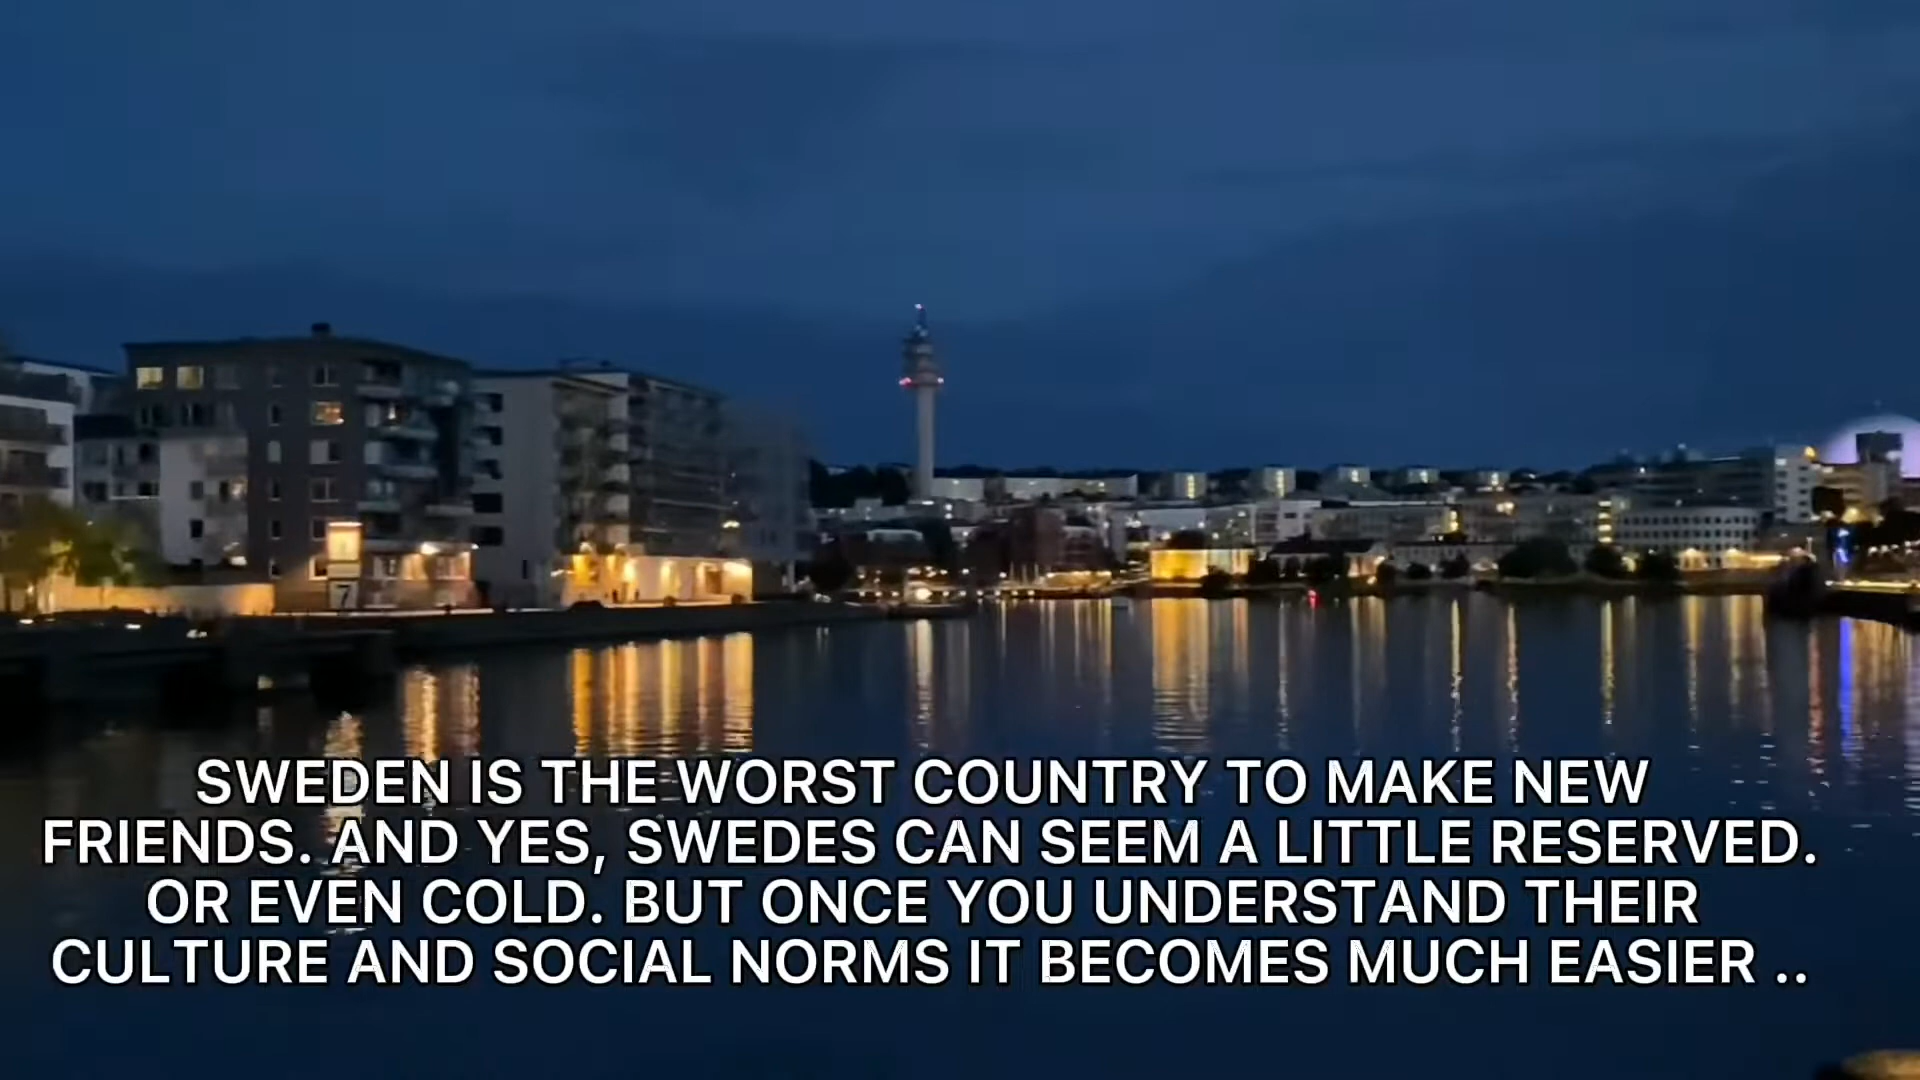 7
SWEDEN IS THE WORST COUNTRY TO MAKE NEW
FRIENDS. AND YES, SWEDES CAN SEEM A LITTLE RESERVED.
OR EVEN COLD. BUT ONCE YOU UNDERSTAND THEIR
CULTURE AND SOCIAL NORMS IT BECOMES MUCH EASIER ..